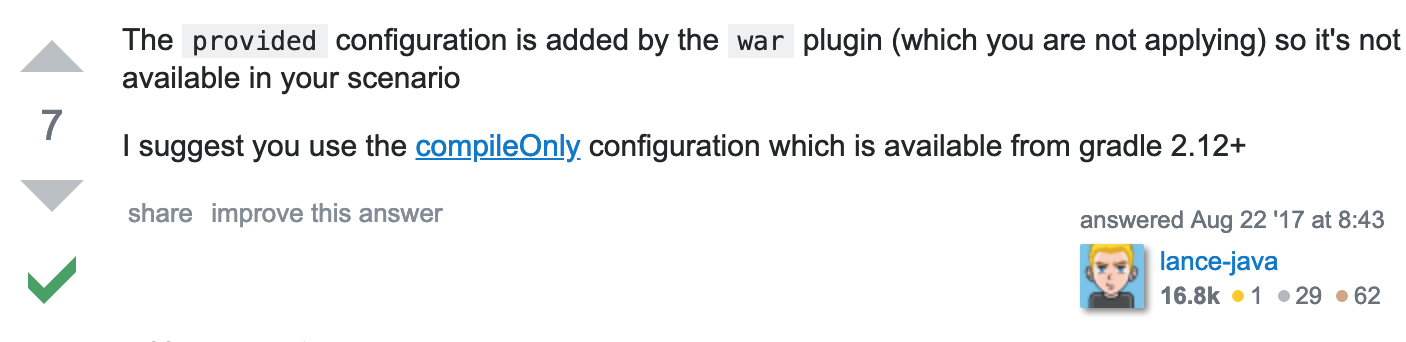 The provided configuration is added by the war plugin (which you are not applying) so it's not
available in your scenario
7
I suggest you use the compileOnly configuration which is available from gradle 2.12+
share improve this answer
answered Aug 22 '17 at 8:43
lance-java
16.8k 1 29 62